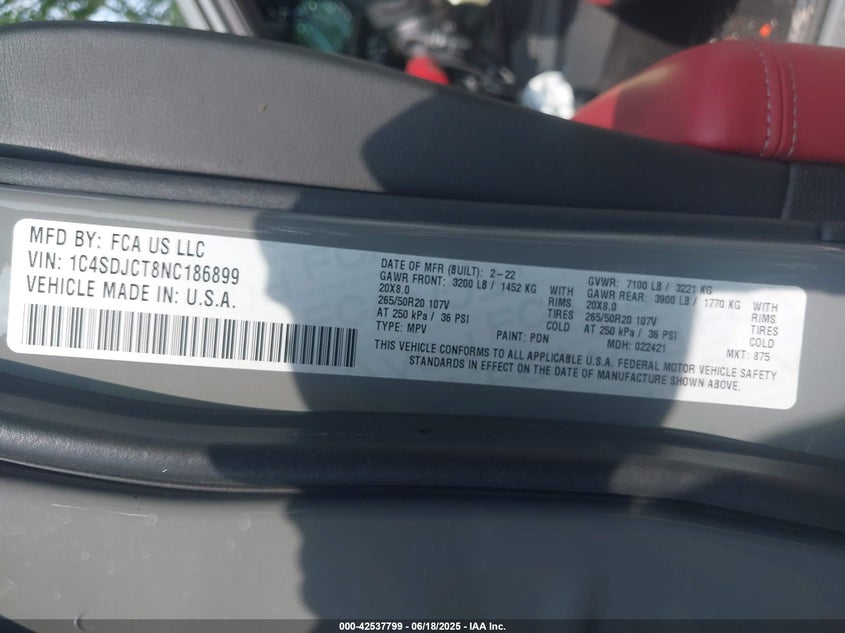 MFD BY: FCA US LLC
VIN: 1C4SDJCT8NC186899
VEHICLE MADE IN: U.S.A.
DATE OF MFR (BUILT): 2-22
GAWR FRONT: 3200 LB / 1452 KG WITH
20X8.0 RIMS
265/50R20 107V TIRES
AT 250 kPa / 36 PSI COLD
TYPE: MPV PAINT: PDN
GVWR: 7100 LB / 3221 KG
GAWR REAR: 3900 LB / 1770 KG WITH
20X8.0 RIMS
265/50R20 107V TIRES
AT 250 kPa / 36 PSI COLD
MDH: 022421 MKT: 875
THIS VEHICLE CONFORMS TO ALL APPLICABLE U.S.A. FEDERAL MOTOR VEHICLE SAFETY
STANDARDS IN EFFECT ON THE DATE OF MANUFACTURE SHOWN ABOVE.
000-42537799 - 06/18/2025 - IAA Inc.